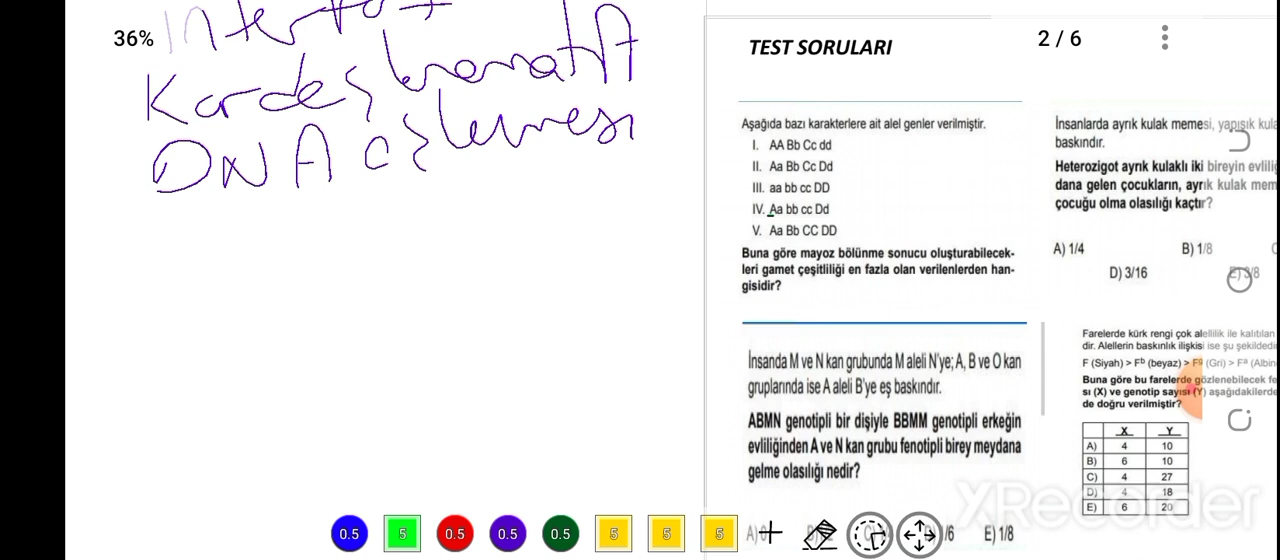 36%
Kardeş kromatit
DNA eşlemesi
TEST SORULARI
2 / 6
Aşağıda bazı karakterlere ait alel genler verilmiştir.
I. AA Bb Cc dd
II. Aa Bb Cc Dd
III. aa bb cc DD
IV. Aa bb cc Dd
V. Aa Bb CC DD
Buna göre mayoz bölünme sonucu oluşturabilecek-
leri gamet çeşitliliği en fazla olan verilenlerden han-
gisidir?
İnsanda M ve N kan grubunda M aleli N'ye; A, B ve O kan
gruplarında ise A aleli B'ye eş baskındır.
ABMN genotipli bir dişiyle BBMM genotipli erkeğin
evliliğinden A ve N kan grubu fenotipli birey meydana
gelme olasılığı nedir?
A) 0
/6 E) 1/8
İnsanlarda ayrık kulak memesi, yapışık
baskındır.
Heterozigot ayrık kulaklı iki bireyin
dana gelen çocukların, ayrık kulak
çocuğu olma olasılığı kaçtır?
A) 1/4 B) 1/8
D) 3/16 E) 3/8
Farelerde kürk rengi çok alellilik ile kalıtılan
dir. Alellerin baskınlık ilişkisi ise şu
F (Siyah) > Fᵇ (beyaz) > Fᵍ (Gri) > Fᵃ
Buna göre bu farelerde gözlenebilecek
sı (X) ve genotip sayısı (Y)
de doğru verilmiştir?
X Y
A) 4 10
B) 6 10
C) 4 27
D) 4 18
E) 6 20
XRecorder
0.5 5 0.5 0.5 0.5 5 5 5